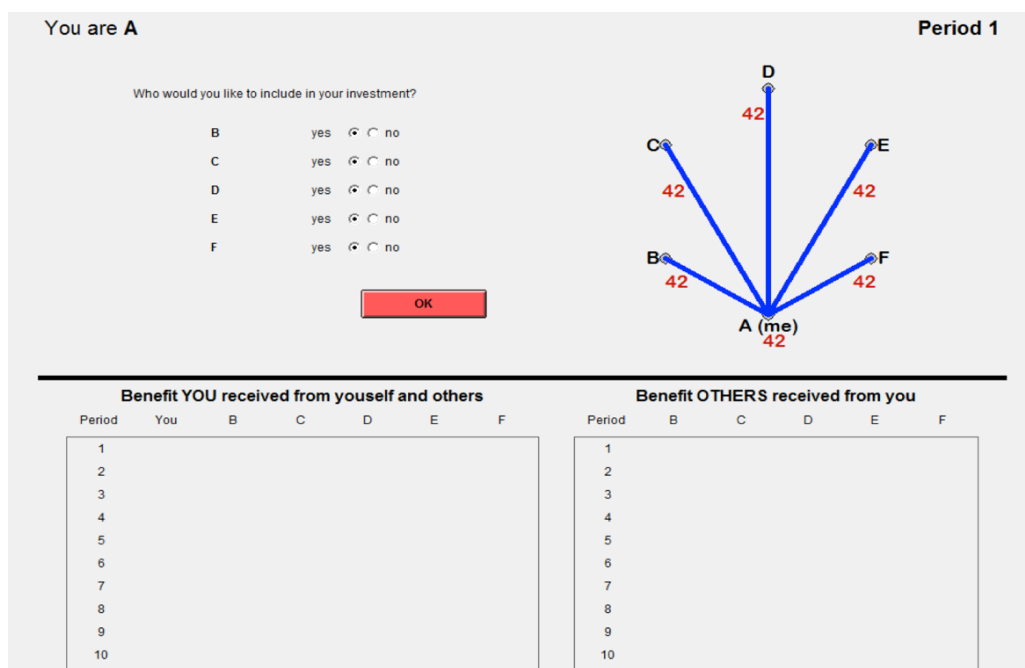 You are A
Period 1
Who would you like to include in your investment?
B yes no
C yes no
D yes no
E yes no
F yes no
OK
D
42
C
E
42
42
B
F
42
42
A (me)
42
Benefit YOU received from youself and others
Period You B C D E F
1
2
3
4
5
6
7
8
9
10
Benefit OTHERS received from you
Period B C D E F
1
2
3
4
5
6
7
8
9
10